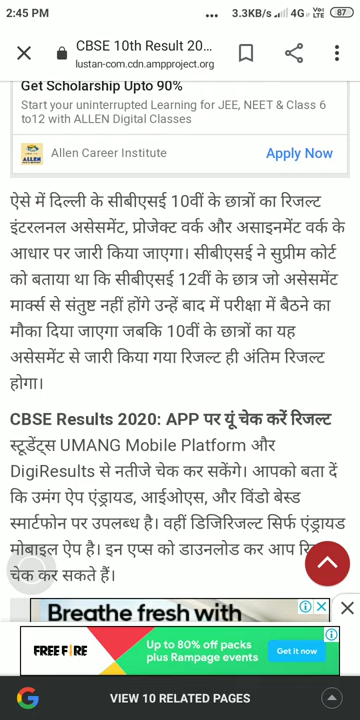 2:45 PM ... 3.3KB/s 4G Vo) LTE 87
CBSE 10th Result 20...
lustan-com.cdn.ampproject.org
Get Scholarship Upto 90%
Start your uninterrupted Learning for JEE, NEET & Class 6
to12 with ALLEN Digital Classes
ALLEN
Allen Career Institute
Apply Now
ऐसे में दिल्ली के सीबीएसई 10वीं के छात्रों का रिजल्ट
इंटरलनल असेसमेंट, प्रोजेक्ट वर्क और असाइनमेंट वर्क के
आधार पर जारी किया जाएगा। सीबीएसई ने सुप्रीम कोर्ट
को बताया था कि सीबीएसई 12वीं के छात्र जो असेसमेंट
मार्क्स से संतुष्ट नहीं होंगे उन्हें बाद में परीक्षा में बैठने का
मौका दिया जाएगा जबकि 10वीं के छात्रों का यह
असेसमेंट से जारी किया गया रिजल्ट ही अंतिम रिजल्ट
होगा।
CBSE Results 2020: APP पर यूं चेक करें रिजल्ट
स्टूडेंट्स UMANG Mobile Platform और
DigiResults से नतीजे चेक कर सकेंगे। आपको बता दें
कि उमंग ऐप एंड्रायड, आईओएस, और विंडो बेस्ड
स्मार्टफोन पर उपलब्ध है। वहीं डिजिरिजल्ट सिर्फ एंड्रायड
मोबाइल ऐप है। इन एप्स को डाउनलोड कर आप
चेक कर सकते हैं।
Breathe fresh with
FREE FIRE
Up to 80% off packs
plus Rampage events
Get it now
VIEW 10 RELATED PAGES